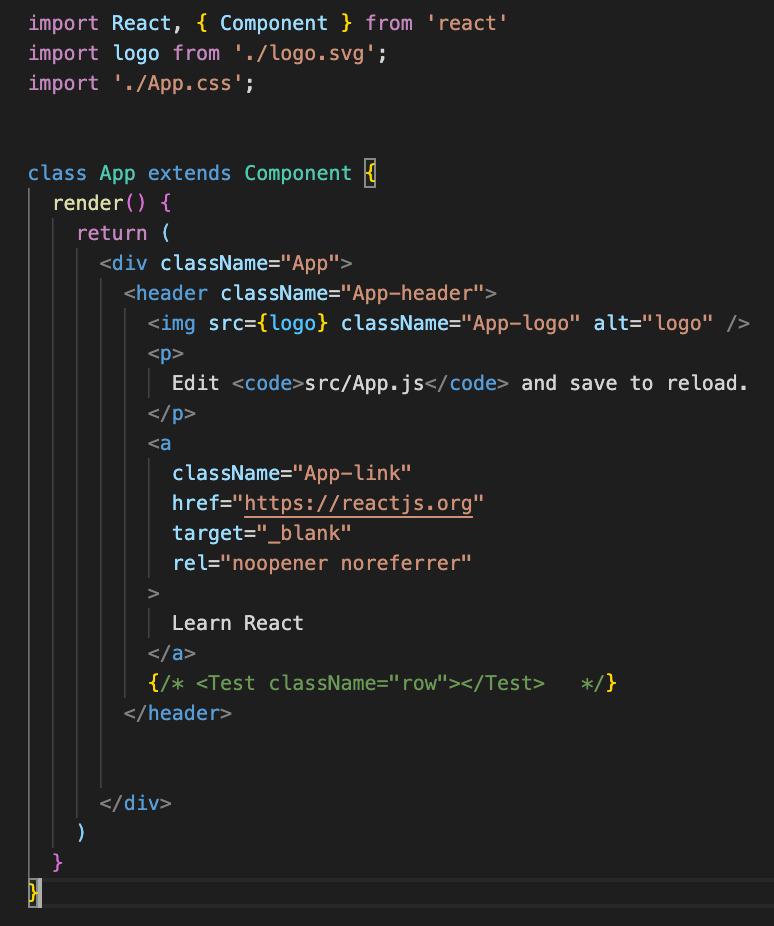 import React, { Component } from 'react'
import logo from './logo.svg';
import './App.css';
class App extends Component {
render() {
return (
<div className="App">
<header className="App-header">
<img src={logo} className="App-logo" alt="logo" />
<p>
Edit <code>src/App.js</code> and save to reload.
</p>
<a
className="App-link"
href="https://reactjs.org"
target="_blank"
rel="noopener noreferrer"
>
Learn React
</a>
{/* <Test className="row"></Test>   */}
</header>
</div>
)
}
}